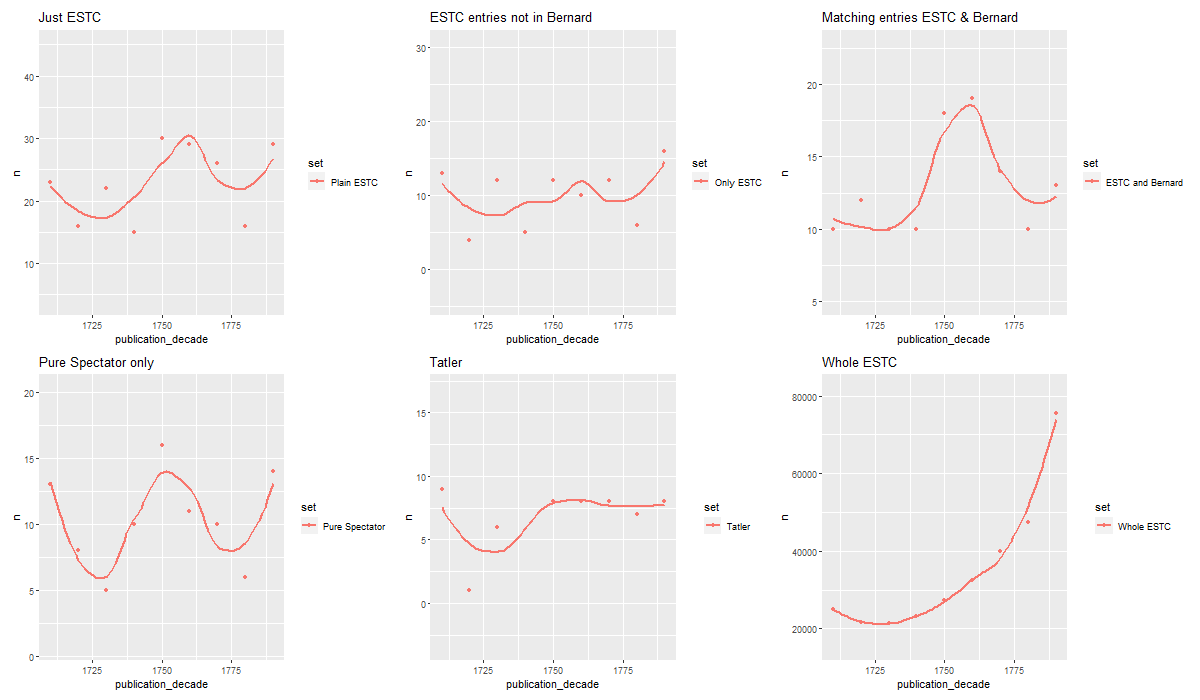 Just ESTC
40
30
20
10
n
1725
1750
1775
publication_decade
set
Plain ESTC
ESTC entries not in Bernard
30
20
10
0
n
1725
1750
1775
publication_decade
set
Only ESTC
Matching entries ESTC & Bernard
20
15
10
5
n
1725
1750
1775
publication_decade
set
ESTC and Bernard
Pure Spectator only
20
15
10
5
0
n
1725
1750
1775
publication_decade
set
Pure Spectator
Tatler
15
10
5
0
n
1725
1750
1775
publication_decade
set
Tatler
Whole ESTC
80000
60000
40000
20000
n
1725
1750
1775
publication_decade
set
Whole ESTC